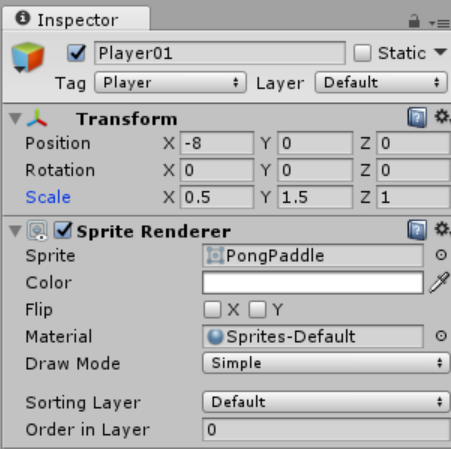 Inspector
Player01 Static
Tag Player Layer Default
Transform
Position X -8 Y 0 Z 0
Rotation X 0 Y 0 Z 0
Scale X 0.5 Y 1.5 Z 1
Sprite Renderer
Sprite PongPaddle
Color
Flip X Y
Material Sprites-Default
Draw Mode Simple
Sorting Layer Default
Order in Layer 0